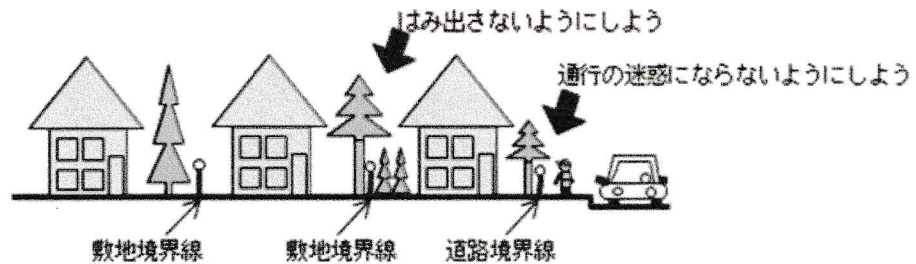 はみ出さないようにしよう
通行の迷惑にならないようにしよう
敷地境界線
敷地境界線
道路境界線